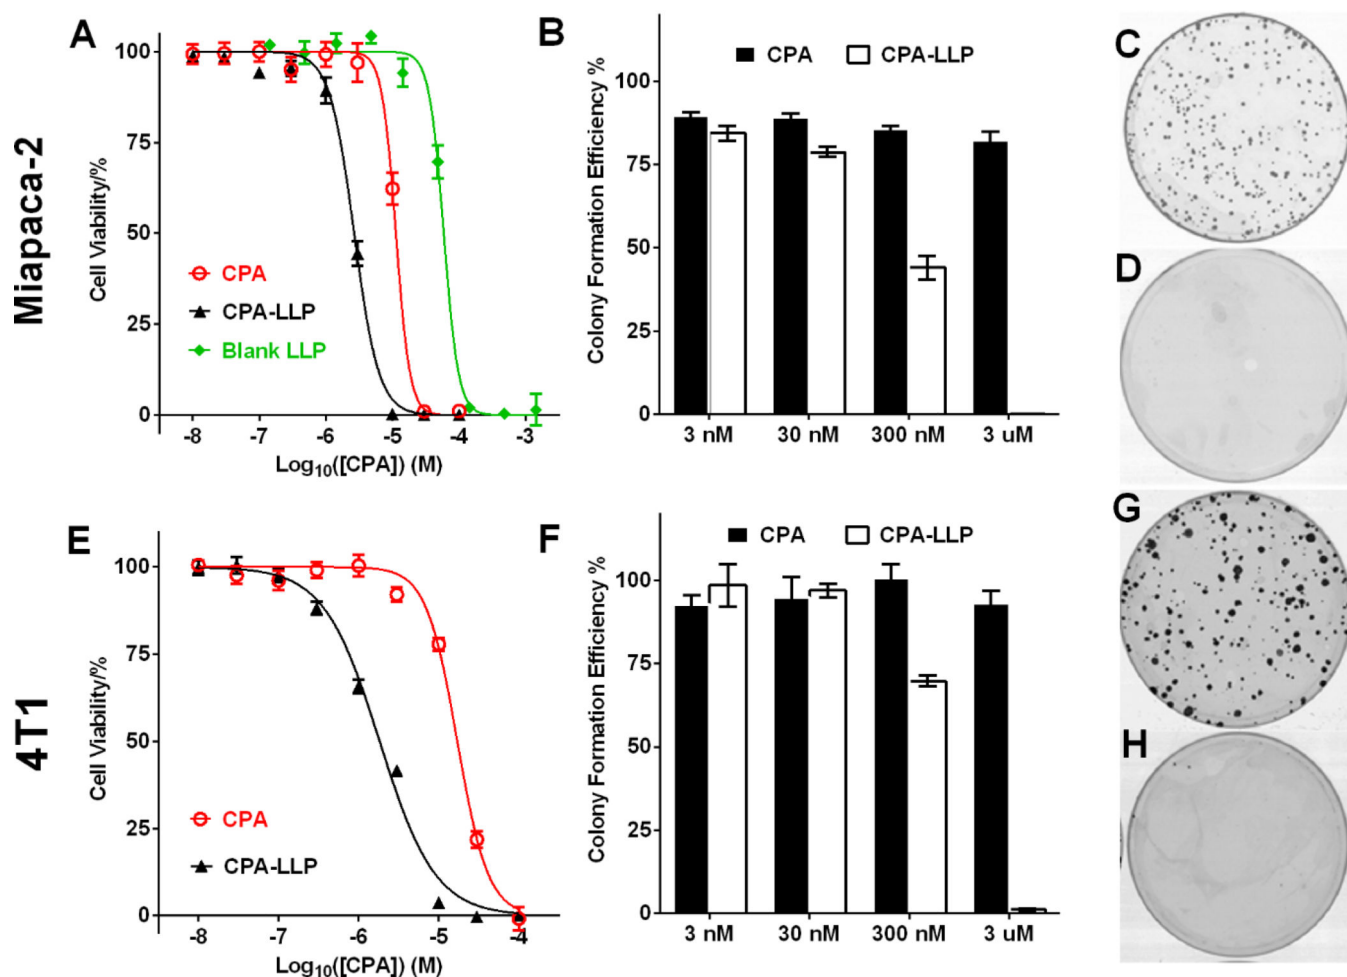 Miapaca-2
A
100
75
50
25
0
Cell Viability/%
CPA
CPA-LLP
Blank LLP
-8 -7 -6 -5 -4 -3
Log₁₀([CPA]) (M)
B
CPA CPA-LLP
100
75
50
25
0
Colony Formation Efficiency %
3 nM 30 nM 300 nM 3 uM
C
D
4T1
E
100
75
50
25
0
Cell Viability/%
CPA
CPA-LLP
-8 -7 -6 -5 -4
Log₁₀([CPA]) (M)
F
CPA CPA-LLP
100
75
50
25
0
Colony Formation Efficiency %
3 nM 30 nM 300 nM 3 uM
G
H